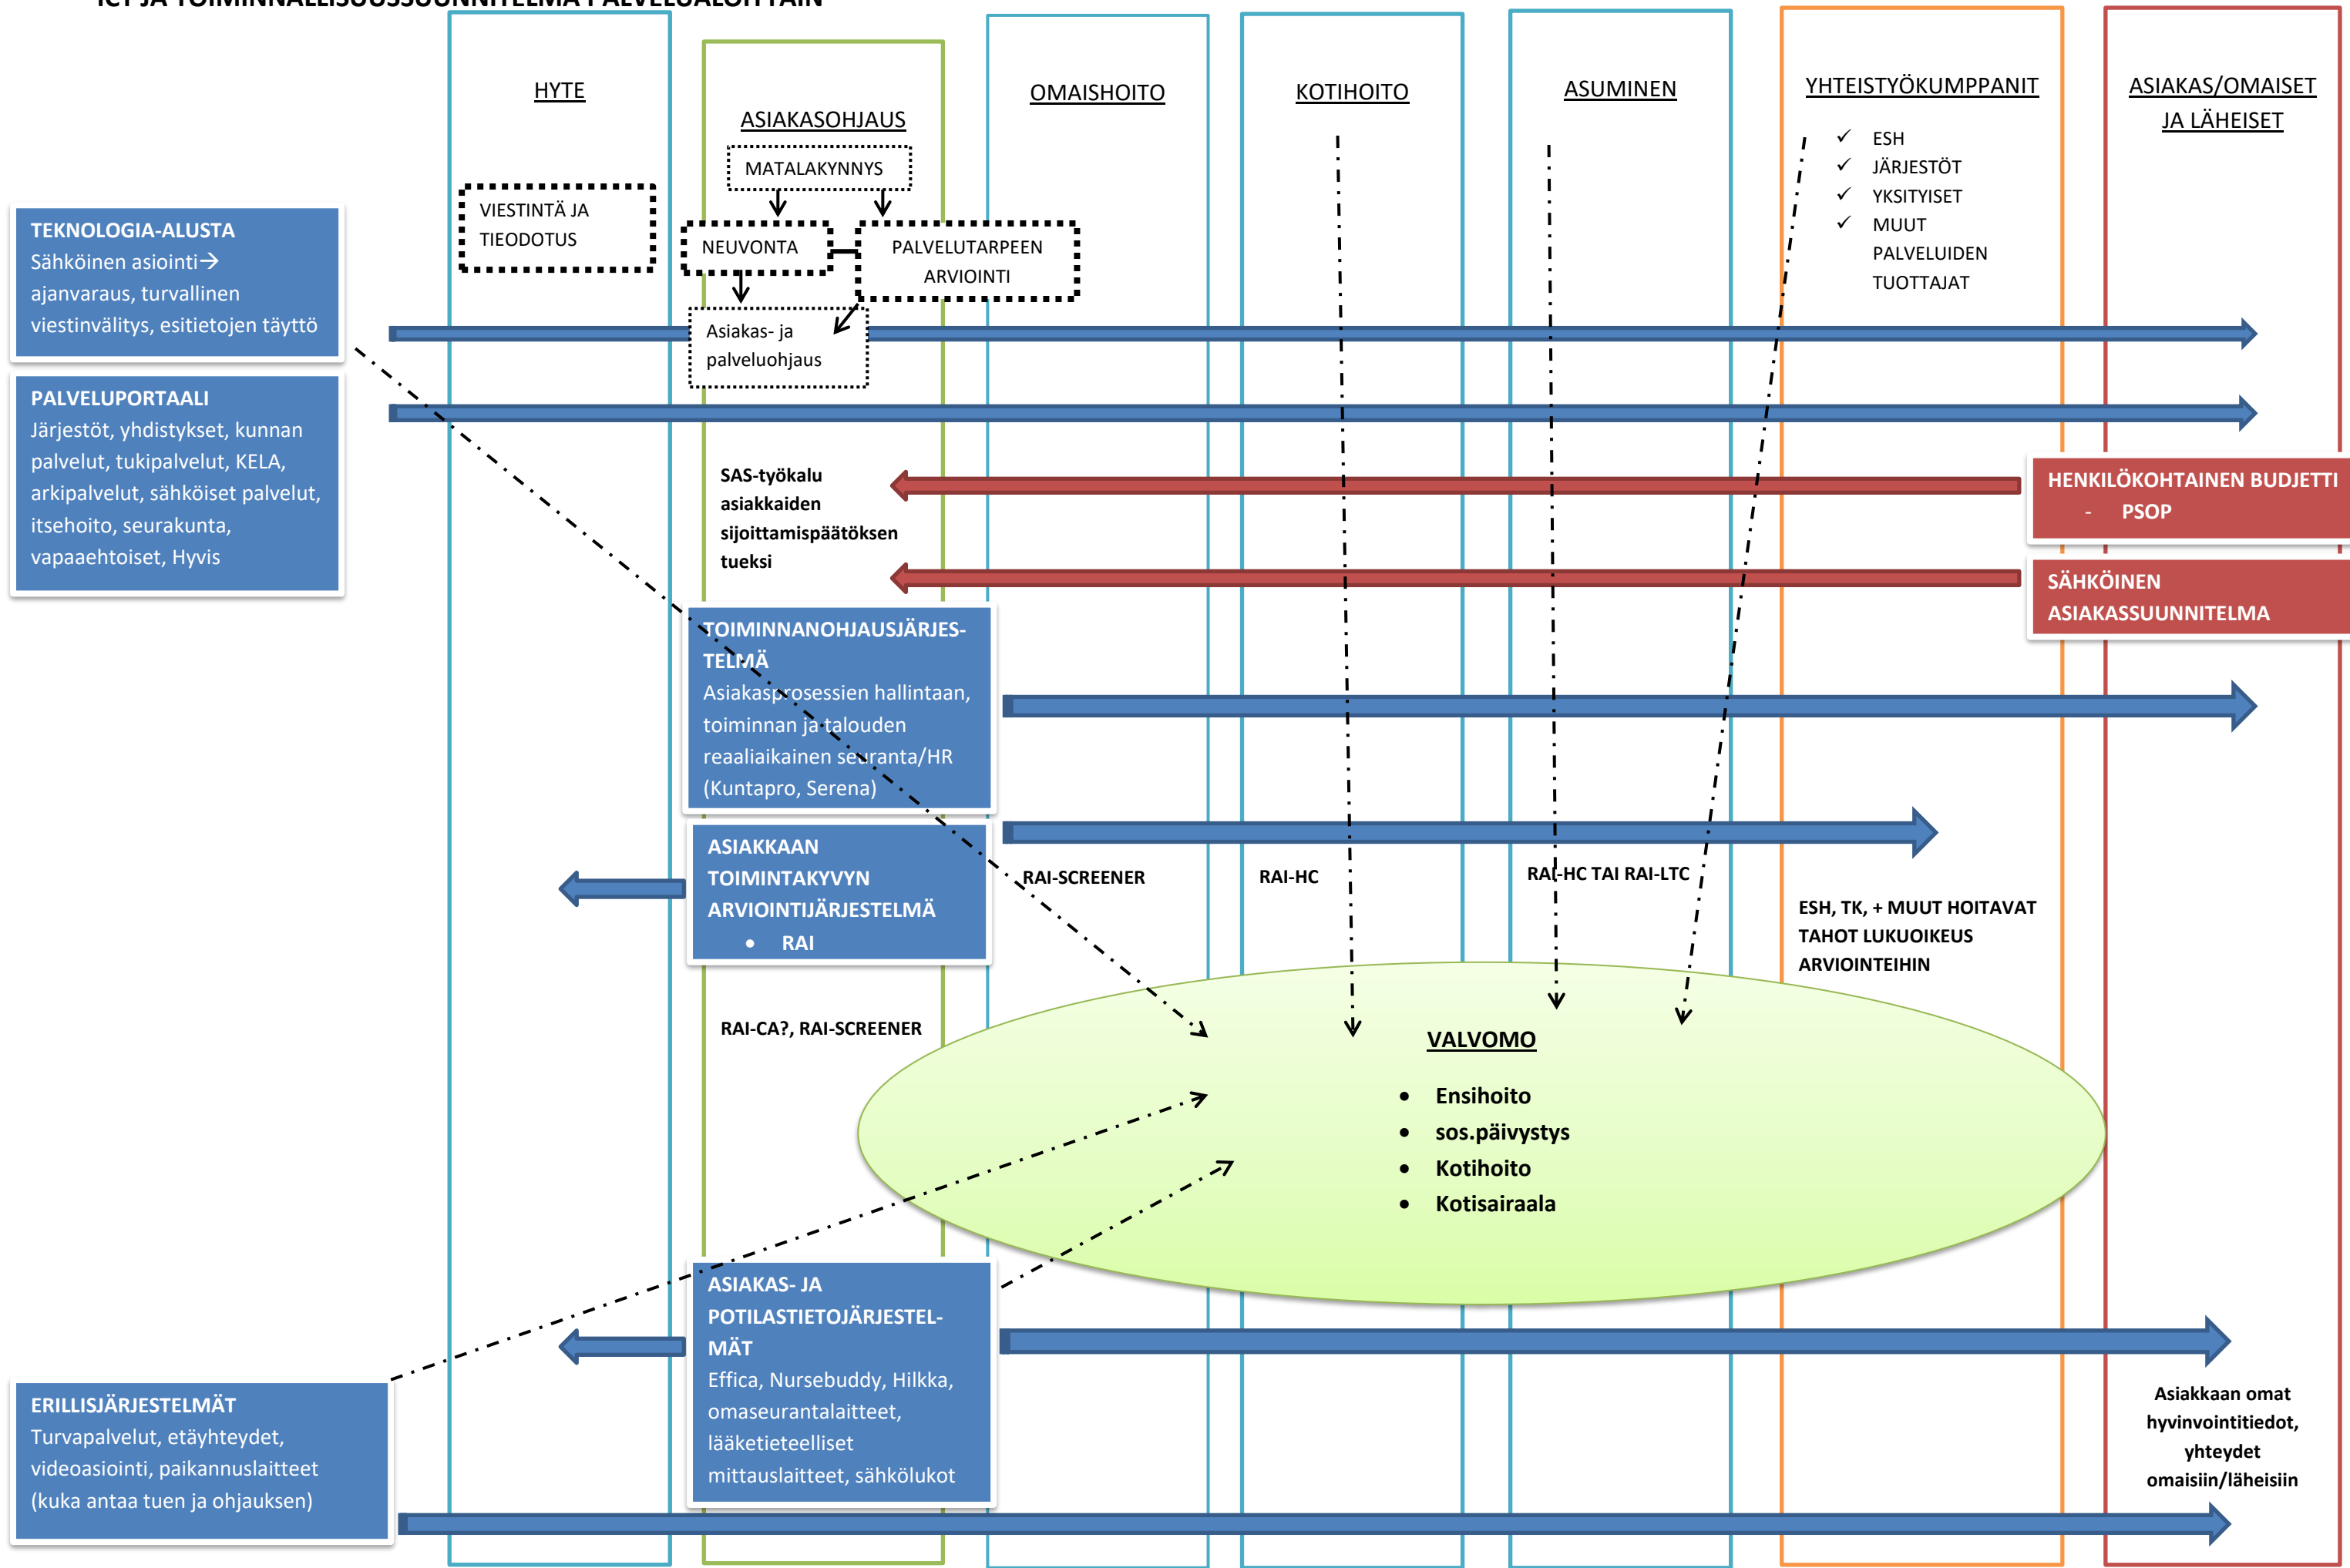 ICT JA TOIMINNALLISUUSSUUNNITELMA PALVELUALOITTAIN
HYTE
ASIAKASOHJAUS
OMAISHOITO
KOTIHOITO
ASUMINEN
YHTEISTYÖKUMPPANIT
ASIAKAS/OMAISET
JA LÄHEISET
✓ ESH
✓ JÄRJESTÖT
✓ YKSITYISET
✓ MUUT
PALVELUIDEN
TUOTTAJAT
MATALAKYNNYS
VIESTINTÄ JA
TIEODOTUS
NEUVONTA
PALVELUTARPEEN
ARVIOINTI
Asiakas- ja
palveluohjaus
TEKNOLOGIA-ALUSTA
Sähköinen asiointi→
ajanvaraus, turvallinen
viestinvälitys, esitietojen täyttö
PALVELUPORTAALI
Järjestöt, yhdistykset, kunnan
palvelut, tukipalvelut, KELA,
arkipalvelut, sähköiset palvelut,
itsehoito, seurakunta,
vapaaehtoiset, Hyvis
SAS-työkalu
asiakkaiden
sijoittamispäätöksen
tueksi
HENKILÖKOHTAINEN BUDJETTI
- PSOP
SÄHKÖINEN
ASIAKASSUUNNITELMA
TOIMINNANOHJAUSJÄRJES-
TELMÄ
Asiakasprosessien hallintaan,
toiminnan ja talouden
reaaliaikainen seuranta/HR
(Kuntapro, Serena)
ASIAKKAAN
TOIMINTAKYVYN
ARVIOINTIJÄRJESTELMÄ
• RAI
RAI-SCREENER
RAI-HC
RAI-HC TAI RAI-LTC
ESH, TK, + MUUT HOITAVAT
TAHOT LUKUOIKEUS
ARVIOINTEIHIN
RAI-CA?, RAI-SCREENER
VALVOMO
• Ensihoito
• sos.päivystys
• Kotihoito
• Kotisairaala
ASIAKAS- JA
POTILASTIETOJÄRJESTEL-
MÄT
Effica, Nursebuddy, Hilkka,
omaseurantalaitteet,
lääketieteelliset
mittauslaitteet, sähkölukot
ERILLISJÄRJESTELMÄT
Turvapalvelut, etäyhteydet,
videoasiointi, paikannuslaitteet
(kuka antaa tuen ja ohjauksen)
Asiakkaan omat
hyvinvointitiedot,
yhteydet
omaisiin/läheisiin